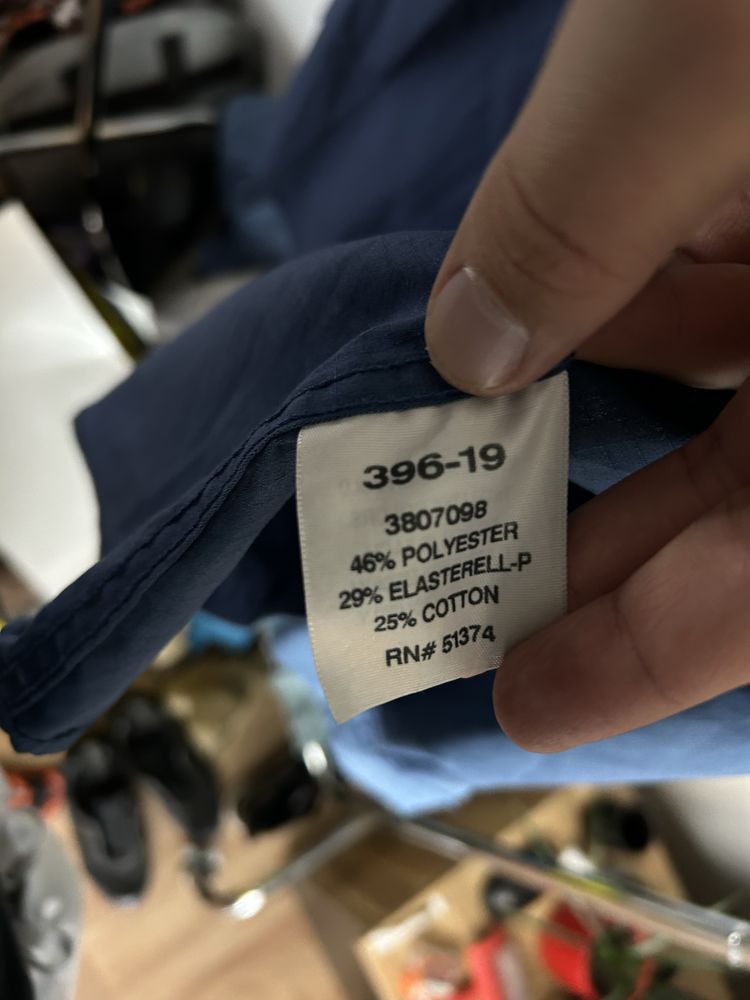 396-19
3807098
46% POLYESTER
29% ELASTERELL-P
25% COTTON
RN# 51374